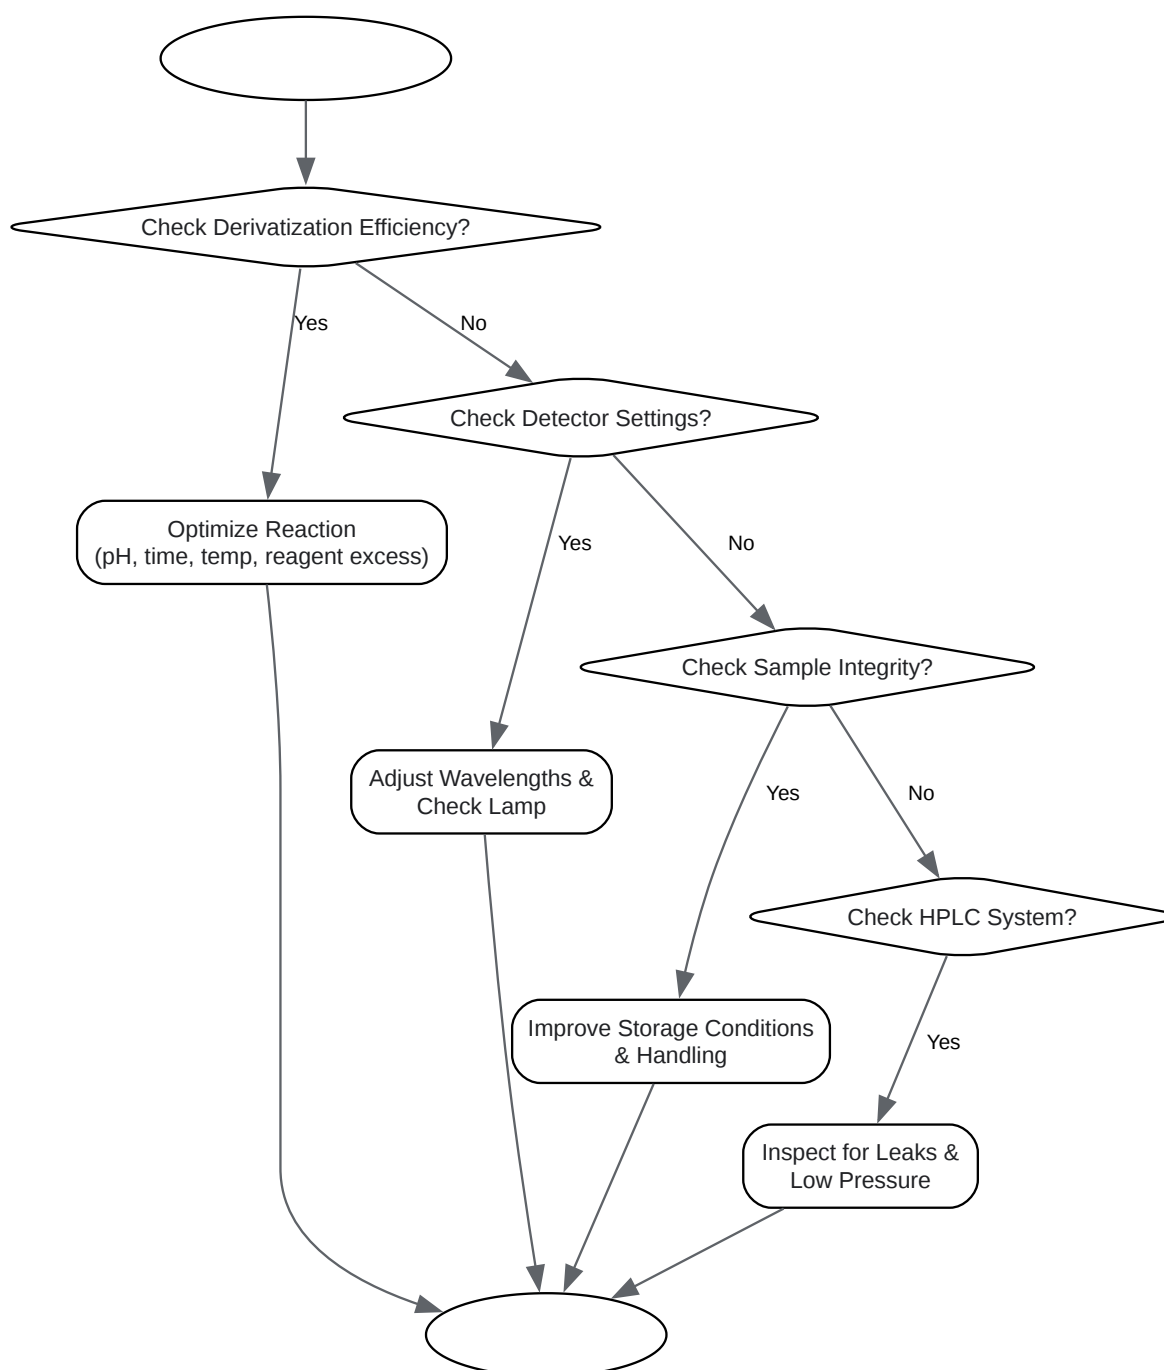 Check Derivatization Efficiency?
Yes
No
Check Detector Settings?
Optimize Reaction
(pH, time, temp, reagent excess)
Yes
No
Check Sample Integrity?
Adjust Wavelengths &
Check Lamp
Yes
No
Check HPLC System?
Improve Storage Conditions
& Handling
Yes
Inspect for Leaks &
Low Pressure